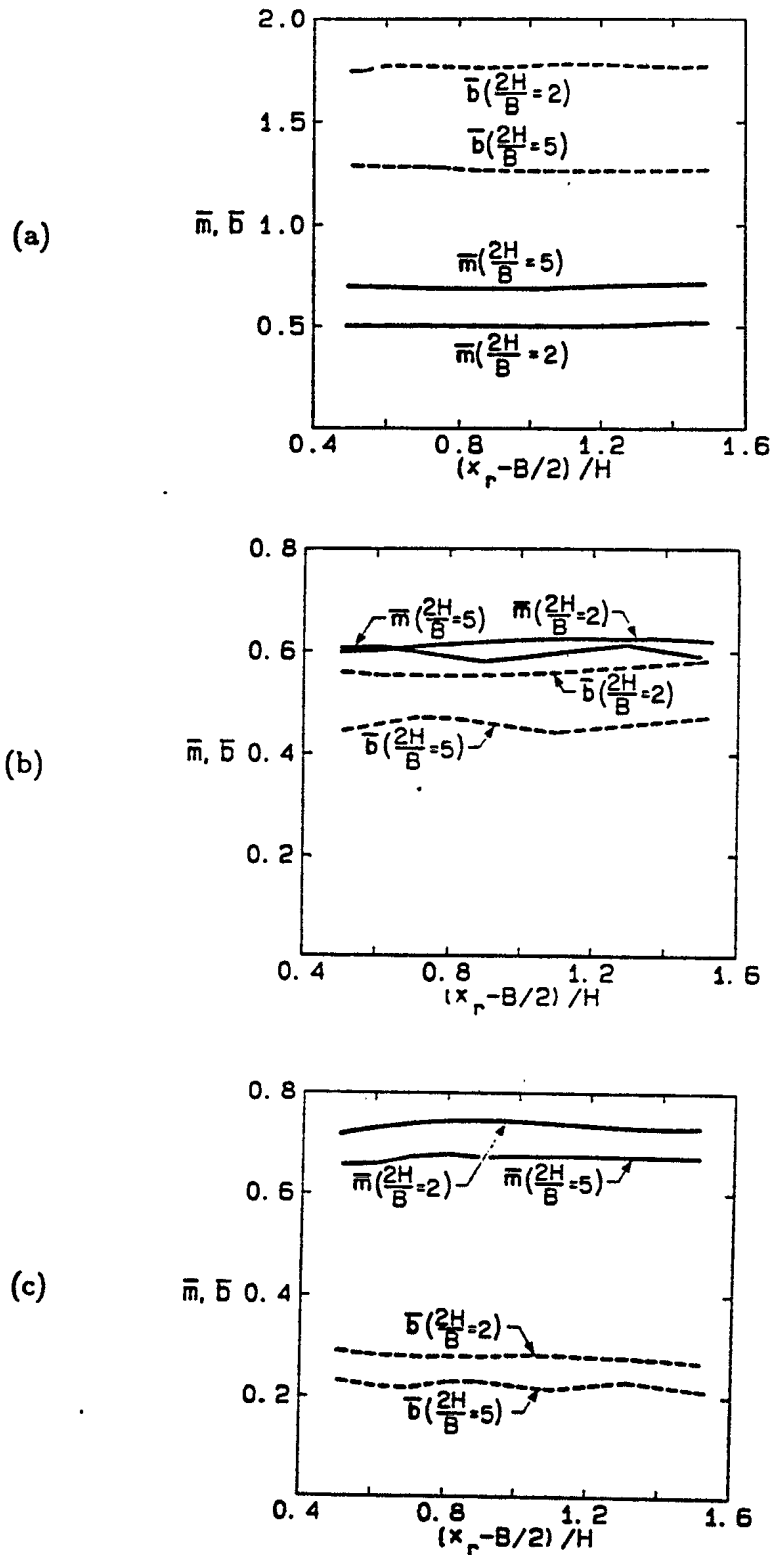 (a)
2.0
1.5
m̅, b̅ 1.0
0.5
b̅(2H/B=2)
b̅(2H/B=5)
m̅(2H/B=5)
m̅(2H/B=2)
0.4 0.8 1.2 1.6
(x_r-B/2)/H
(b)
0.8
0.6
m̅, b̅ 0.4
0.2
m̅(2H/B=5)
m̅(2H/B=2)
b̅(2H/B=2)
b̅(2H/B=5)
0.4 0.8 1.2 1.6
(x_r-B/2)/H
(c)
0.8
0.6
m̅, b̅ 0.4
0.2
m̅(2H/B=2) m̅(2H/B=5)
b̅(2H/B=2)
b̅(2H/B=5)
0.4 0.8 1.2 1.6
(x_r-B/2)/H